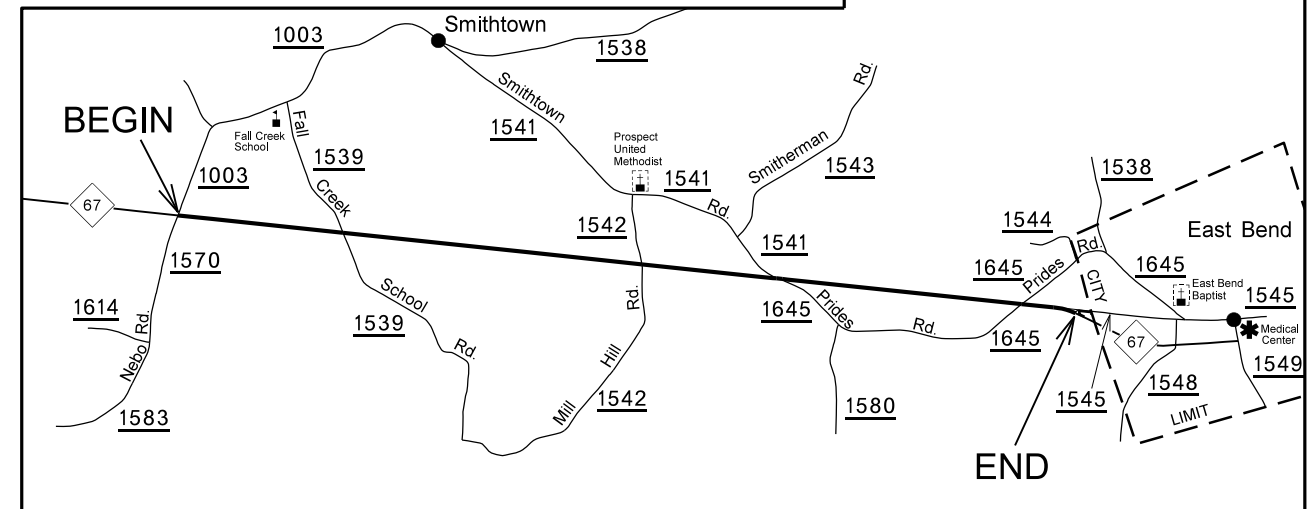 Smithtown
1003
1538
Smithtown
1541
Rd.
BEGIN
Fall Creek
School
Fall
1539
Creek
Prospect
United
Methodist
Smitherman
1543
1003
1541
Rd.
1538
67
1542
1544
Rd.
East Bend
1541
1570
1645
Prides
CITY
1645
East Bend
Baptist
School
Rd.
1545
1614
1539
1645
Prides
Rd.
1645
67
Medical
Center
Nebo
Rd.
Rd.
Hill
1549
1548
1545
1583
Mill
1542
1580
LIMIT
END